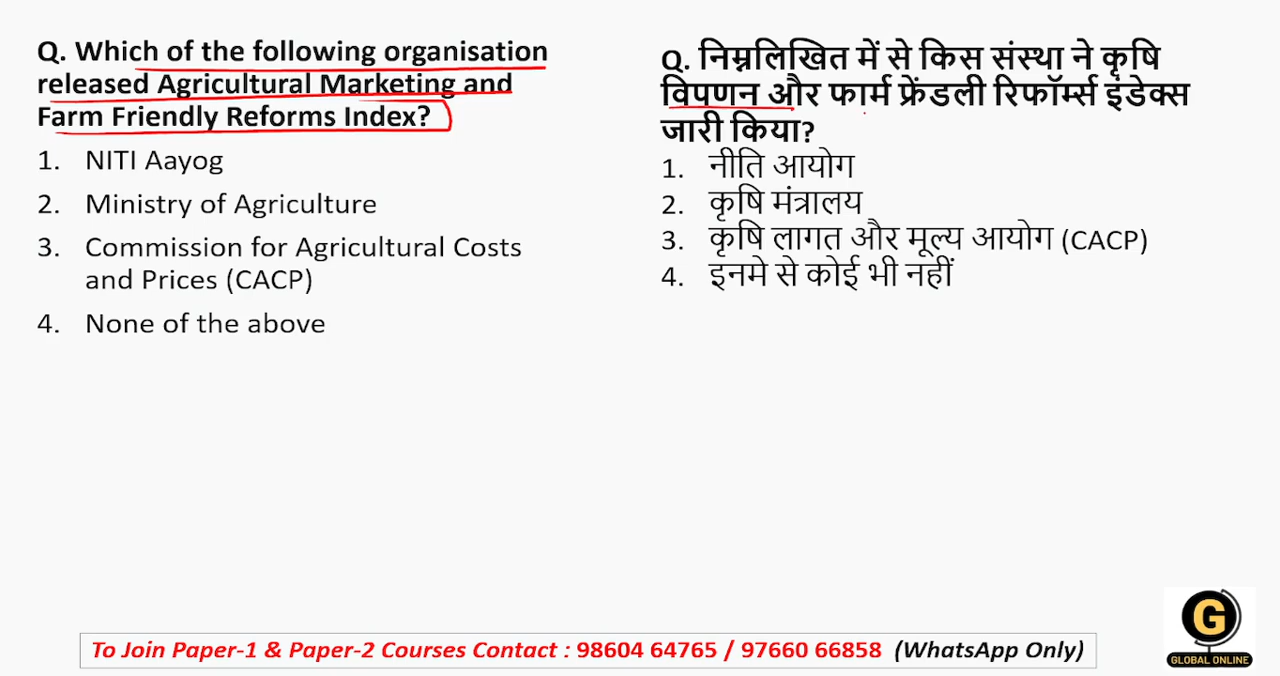 Q. Which of the following organisation
released Agricultural Marketing and
Farm Friendly Reforms Index?
1. NITI Aayog
2. Ministry of Agriculture
3. Commission for Agricultural Costs
and Prices (CACP)
4. None of the above
Q. निम्नलिखित में से किस संस्था ने कृषि
विपणन और फार्म फ्रेंडली रिफॉर्म्स इंडेक्स
जारी किया?
1. नीति आयोग
2. कृषि मंत्रालय
3. कृषि लागत और मूल्य आयोग (CACP)
4. इनमे से कोई भी नहीं
To Join Paper-1 & Paper-2 Courses Contact : 98604 64765 / 97660 66858 (WhatsApp Only)
G
GLOBAL ONLINE